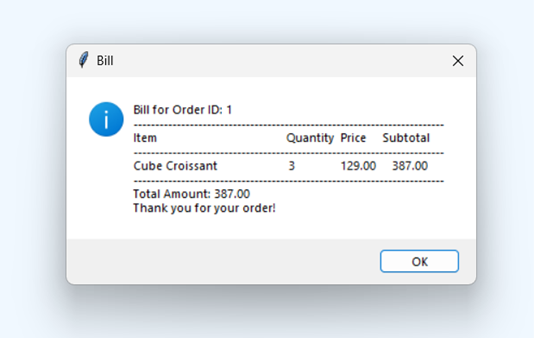 Bill
Bill for Order ID: 1
--------------------------------------------------------------------------------
Item Quantity Price Subtotal
--------------------------------------------------------------------------------
Cube Croissant 3 129.00 387.00
--------------------------------------------------------------------------------
Total Amount: 387.00
Thank you for your order!
OK